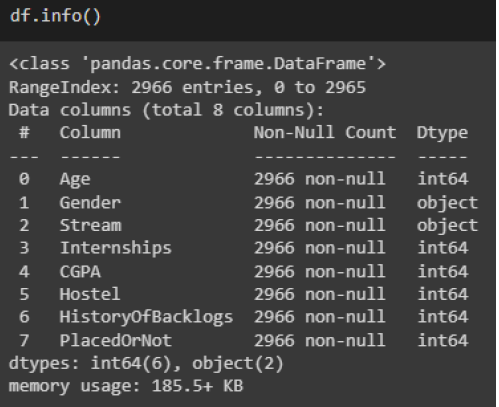 df.info()
<class 'pandas.core.frame.DataFrame'>
RangeIndex: 2966 entries, 0 to 2965
Data columns (total 8 columns):
 #   Column             Non-Null Count  Dtype
---  ------             --------------  -----
 0   Age                2966 non-null   int64
 1   Gender             2966 non-null   object
 2   Stream             2966 non-null   object
 3   Internships        2966 non-null   int64
 4   CGPA               2966 non-null   int64
 5   Hostel             2966 non-null   int64
 6   HistoryOfBacklogs  2966 non-null   int64
 7   PlacedOrNot        2966 non-null   int64
dtypes: int64(6), object(2)
memory usage: 185.5+ KB